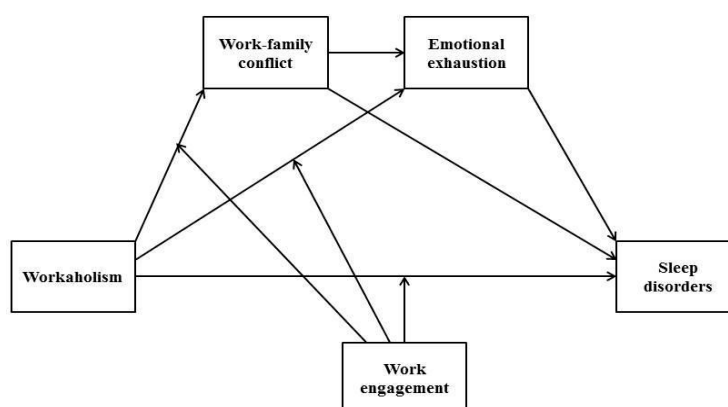 Work-family
conflict
Emotional
exhaustion
Workaholism
Sleep
disorders
Work
engagement